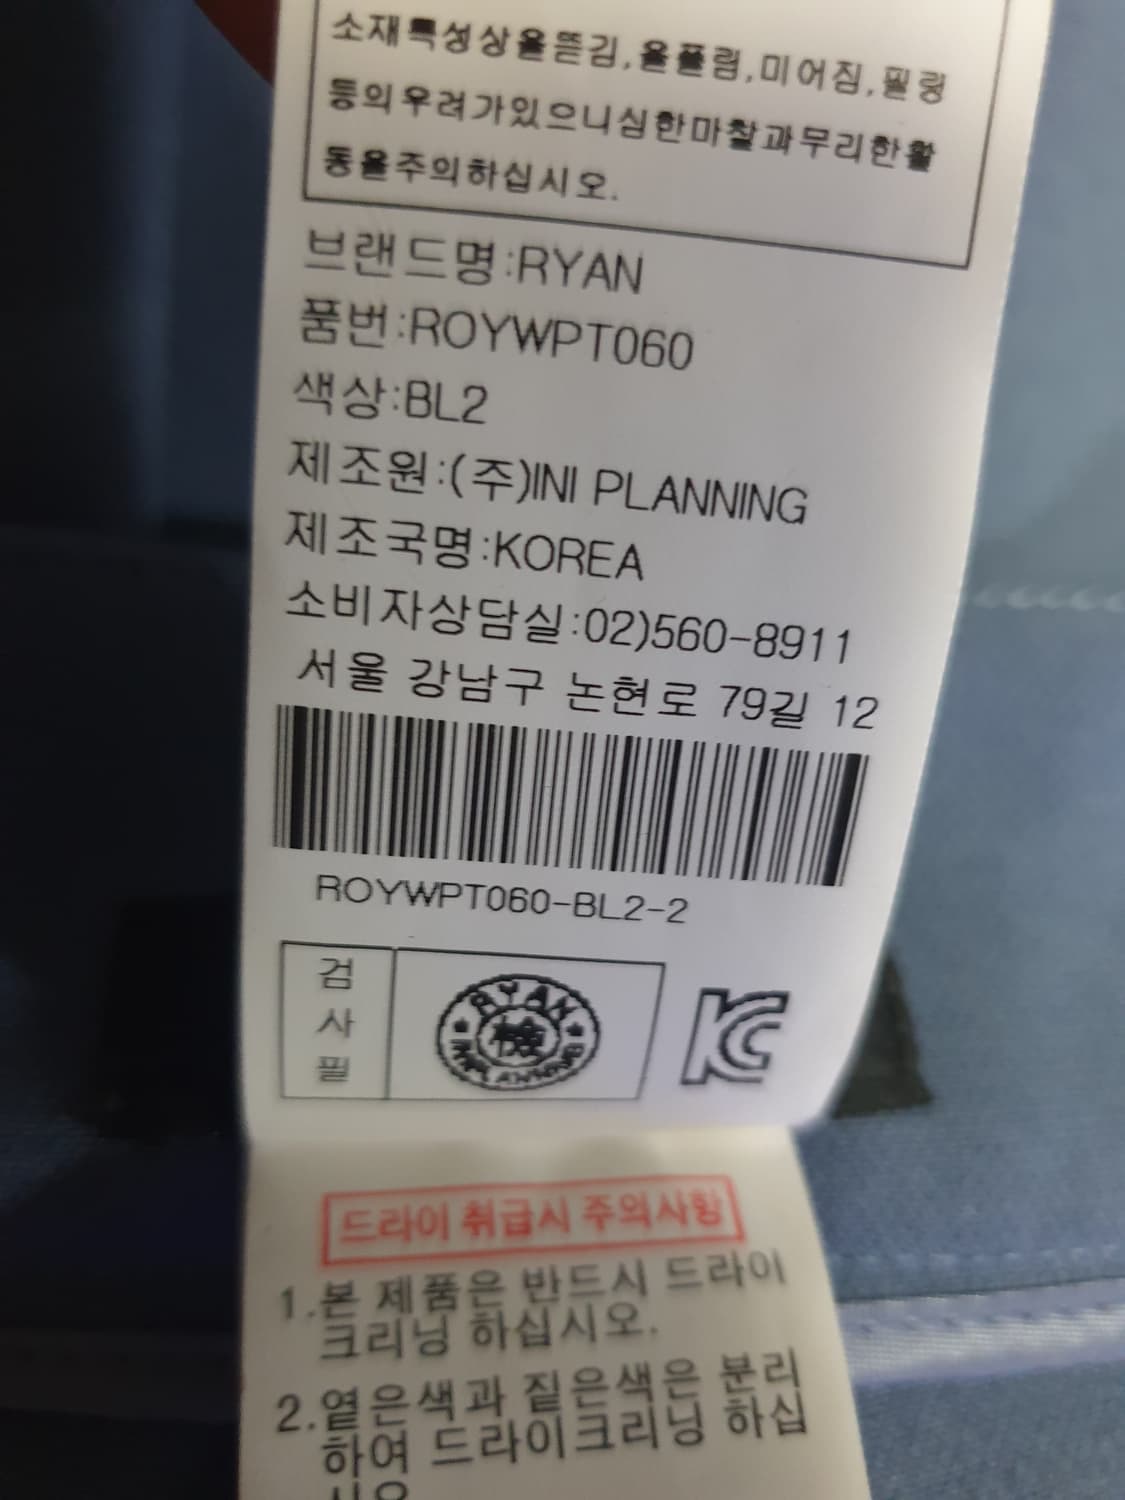 소재특성상올뜯김,올풀림,미어짐,필링
등의우려가있으니심한마찰과무리한활
동을주의하십시오.
브랜드명:RYAN
품번:ROYWPT060
색상:BL2
제조원:(주)INI PLANNING
제조국명:KOREA
소비자상담실:02)560-8911
서울 강남구 논현로 79길 12
ROYWPT060-BL2-2
검
사
필
RYAN
検
INI PLANNING
KC
드라이 취급시 주의사항
1.본 제품은 반드시 드라이
크리닝 하십시오.
2.옅은색과 짙은색은 분리
하여 드라이크리닝 하십
시오